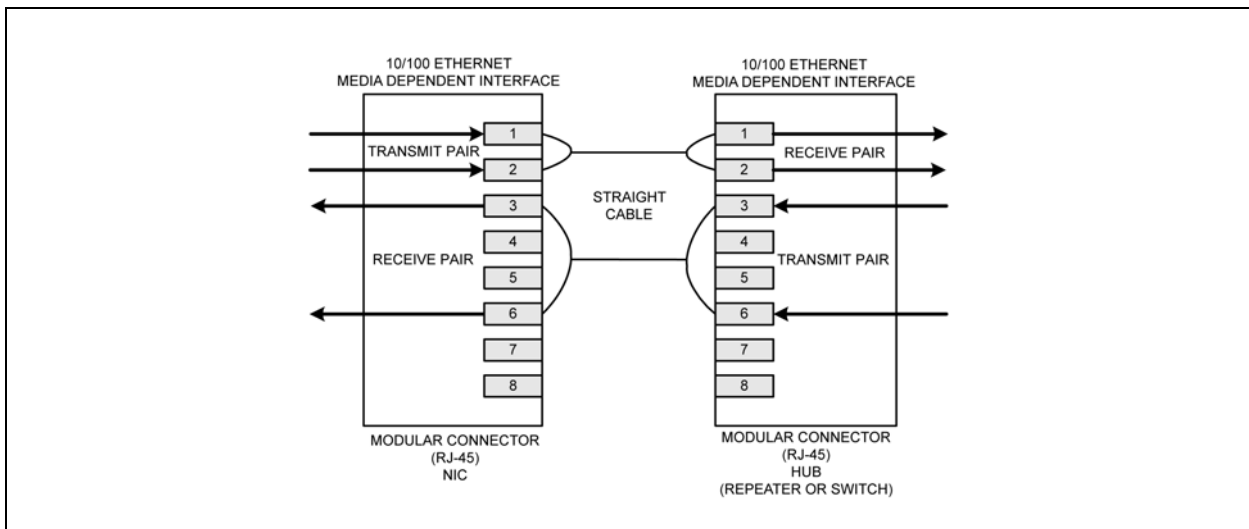 10/100 ETHERNET
MEDIA DEPENDENT INTERFACE
1
TRANSMIT PAIR
2
3
4
RECEIVE PAIR
5
6
7
8
MODULAR CONNECTOR
(RJ-45)
NIC
STRAIGHT
CABLE
10/100 ETHERNET
MEDIA DEPENDENT INTERFACE
1
RECEIVE PAIR
2
3
4
TRANSMIT PAIR
5
6
7
8
MODULAR CONNECTOR
(RJ-45)
HUB
(REPEATER OR SWITCH)